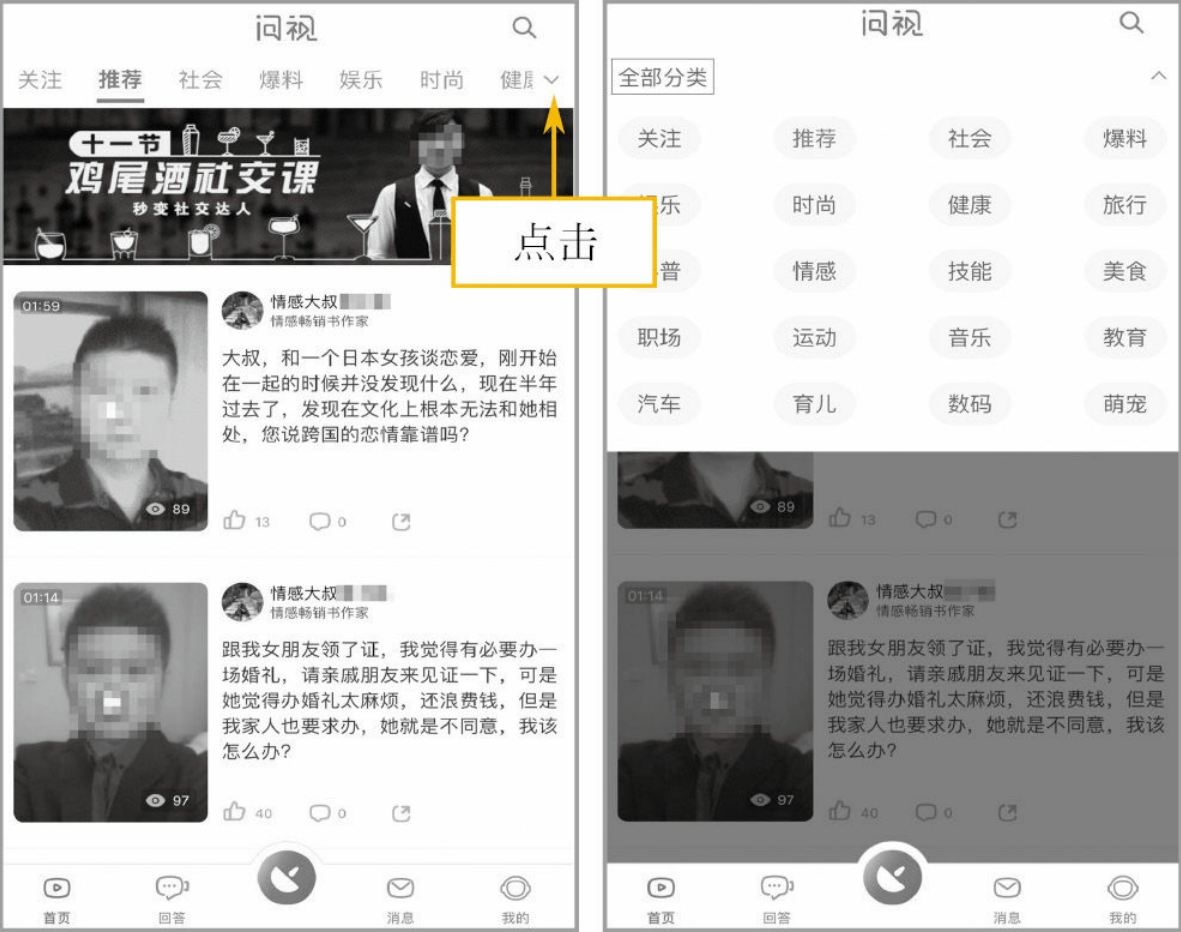 问视
关注 推荐 社会 爆料 娱乐 时尚 健
十一节
鸡尾酒社交课
秒变社交达人
点击
01:59
情感大叔
情感畅销书作家
大叔，和一个日本女孩谈恋爱，刚开始
在一起的时候并没发现什么，现在半年
过去了，发现在文化上根本无法和她相
处，您说跨国的恋情靠谱吗？
89
13 0
01:14
情感大叔
情感畅销书作家
跟我女朋友领了证，我觉得有必要办一
场婚礼，请亲戚朋友来见证一下，可是
她觉得办婚礼太麻烦，还浪费钱，但是
我家人也要求办，她就是不同意，我该
怎么办？
97
40 0
首页 回答 消息 我的
问视
全部分类
关注 推荐 社会 爆料
乐 时尚 健康 旅行
普 情感 技能 美食
职场 运动 音乐 教育
汽车 育儿 数码 萌宠
89
13 0
01:14
情感大叔
情感畅销书作家
跟我女朋友领了证，我觉得有必要办一
场婚礼，请亲戚朋友来见证一下，可是
她觉得办婚礼太麻烦，还浪费钱，但是
我家人也要求办，她就是不同意，我该
怎么办？
97
40 0
首页 回答 消息 我的